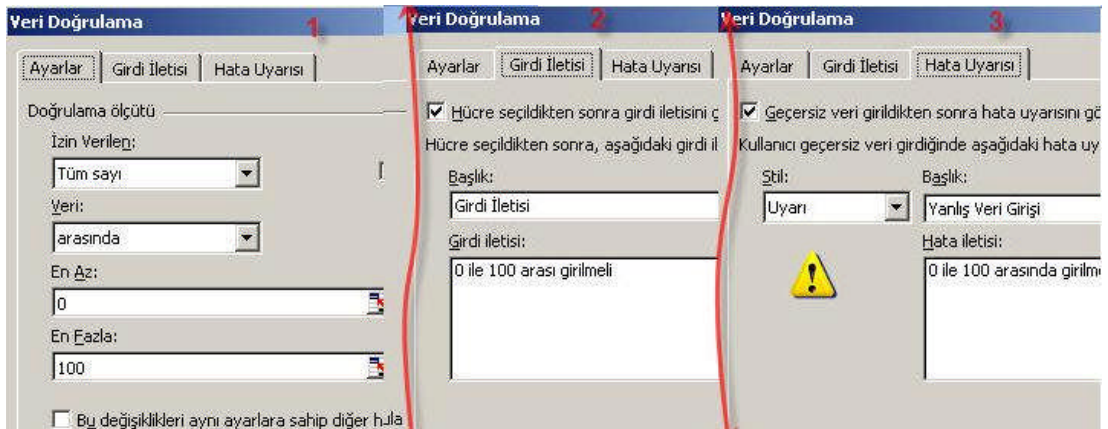 Veri Doğrulama 1
Ayarlar Girdi İletisi Hata Uyarısı
Doğrulama ölçütü
İzin Verilen:
Tüm sayı
Veri:
arasında
En Az:
0
En Fazla:
100
Bu değişiklikleri aynı ayarlara sahip diğer
Veri Doğrulama 2
Ayarlar Girdi İletisi Hata Uyarısı
Hücre seçildikten sonra girdi iletisini
Hücre seçildikten sonra, aşağıdaki girdi
Başlık:
Girdi İletisi
Girdi iletisi:
0 ile 100 arası girilmeli
Veri Doğrulama 3
Ayarlar Girdi İletisi Hata Uyarısı
Geçersiz veri girildikten sonra hata uyarısını
Kullanıcı geçersiz veri girdiğinde aşağıdaki hata
Stil:
Uyarı
Başlık:
Yanlış Veri Girişi
Hata iletisi:
0 ile 100 arasında